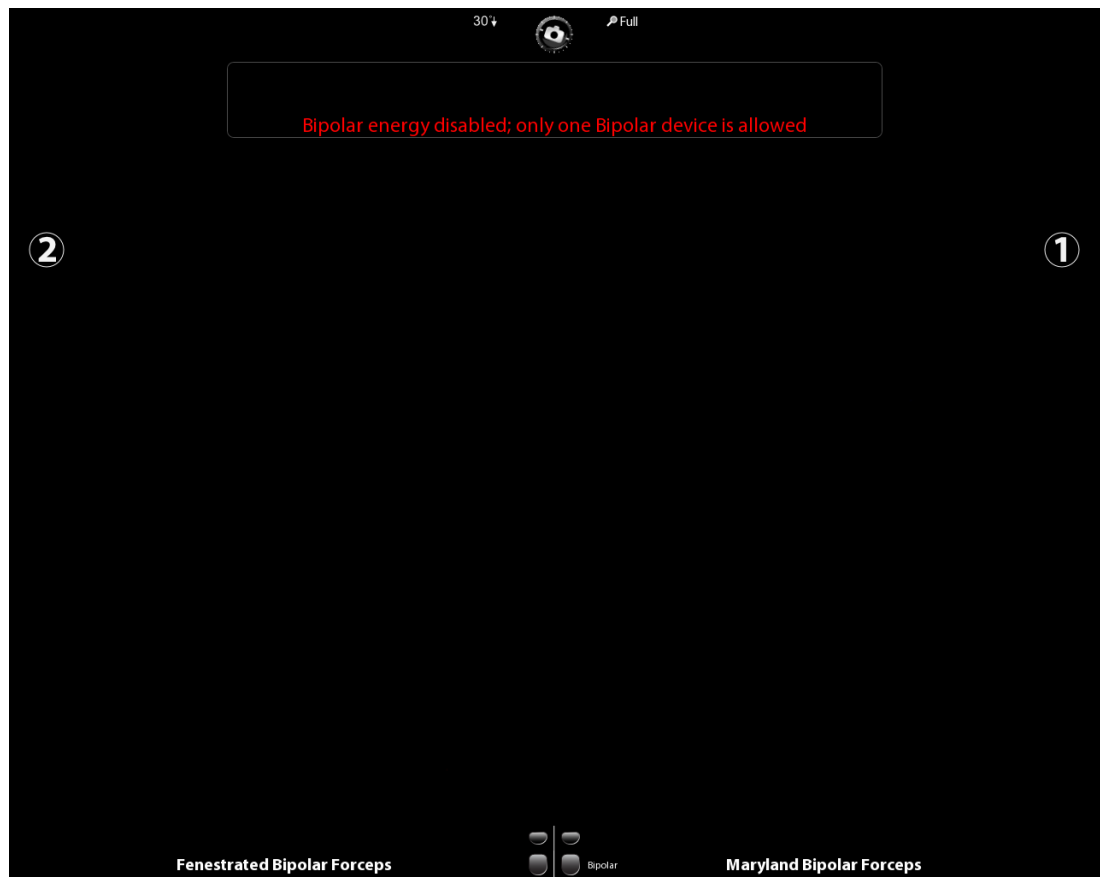 30° Full
Bipolar energy disabled; only one Bipolar device is allowed
2 1
Fenestrated Bipolar Forceps Bipolar Maryland Bipolar Forceps